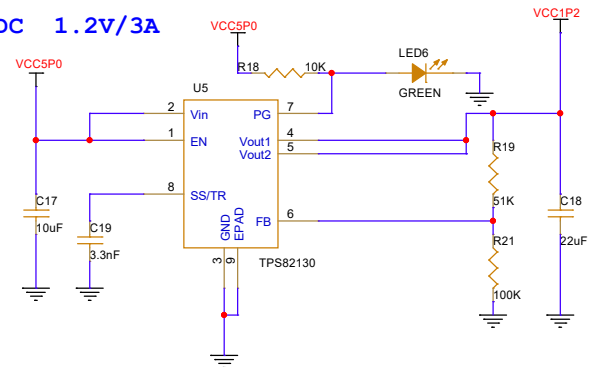 DC 1.2V/3A
VCC5P0
VCC5P0
VCC1P2
R18
10K
LED6
GREEN
U5
2
Vin
PG
7
1
EN
Vout1
4
Vout2
5
R19
51K
8
SS/TR
FB
6
C17
10uF
C19
3.3nF
GND
EPAD
3
9
TPS82130
R21
100K
C18
22uF